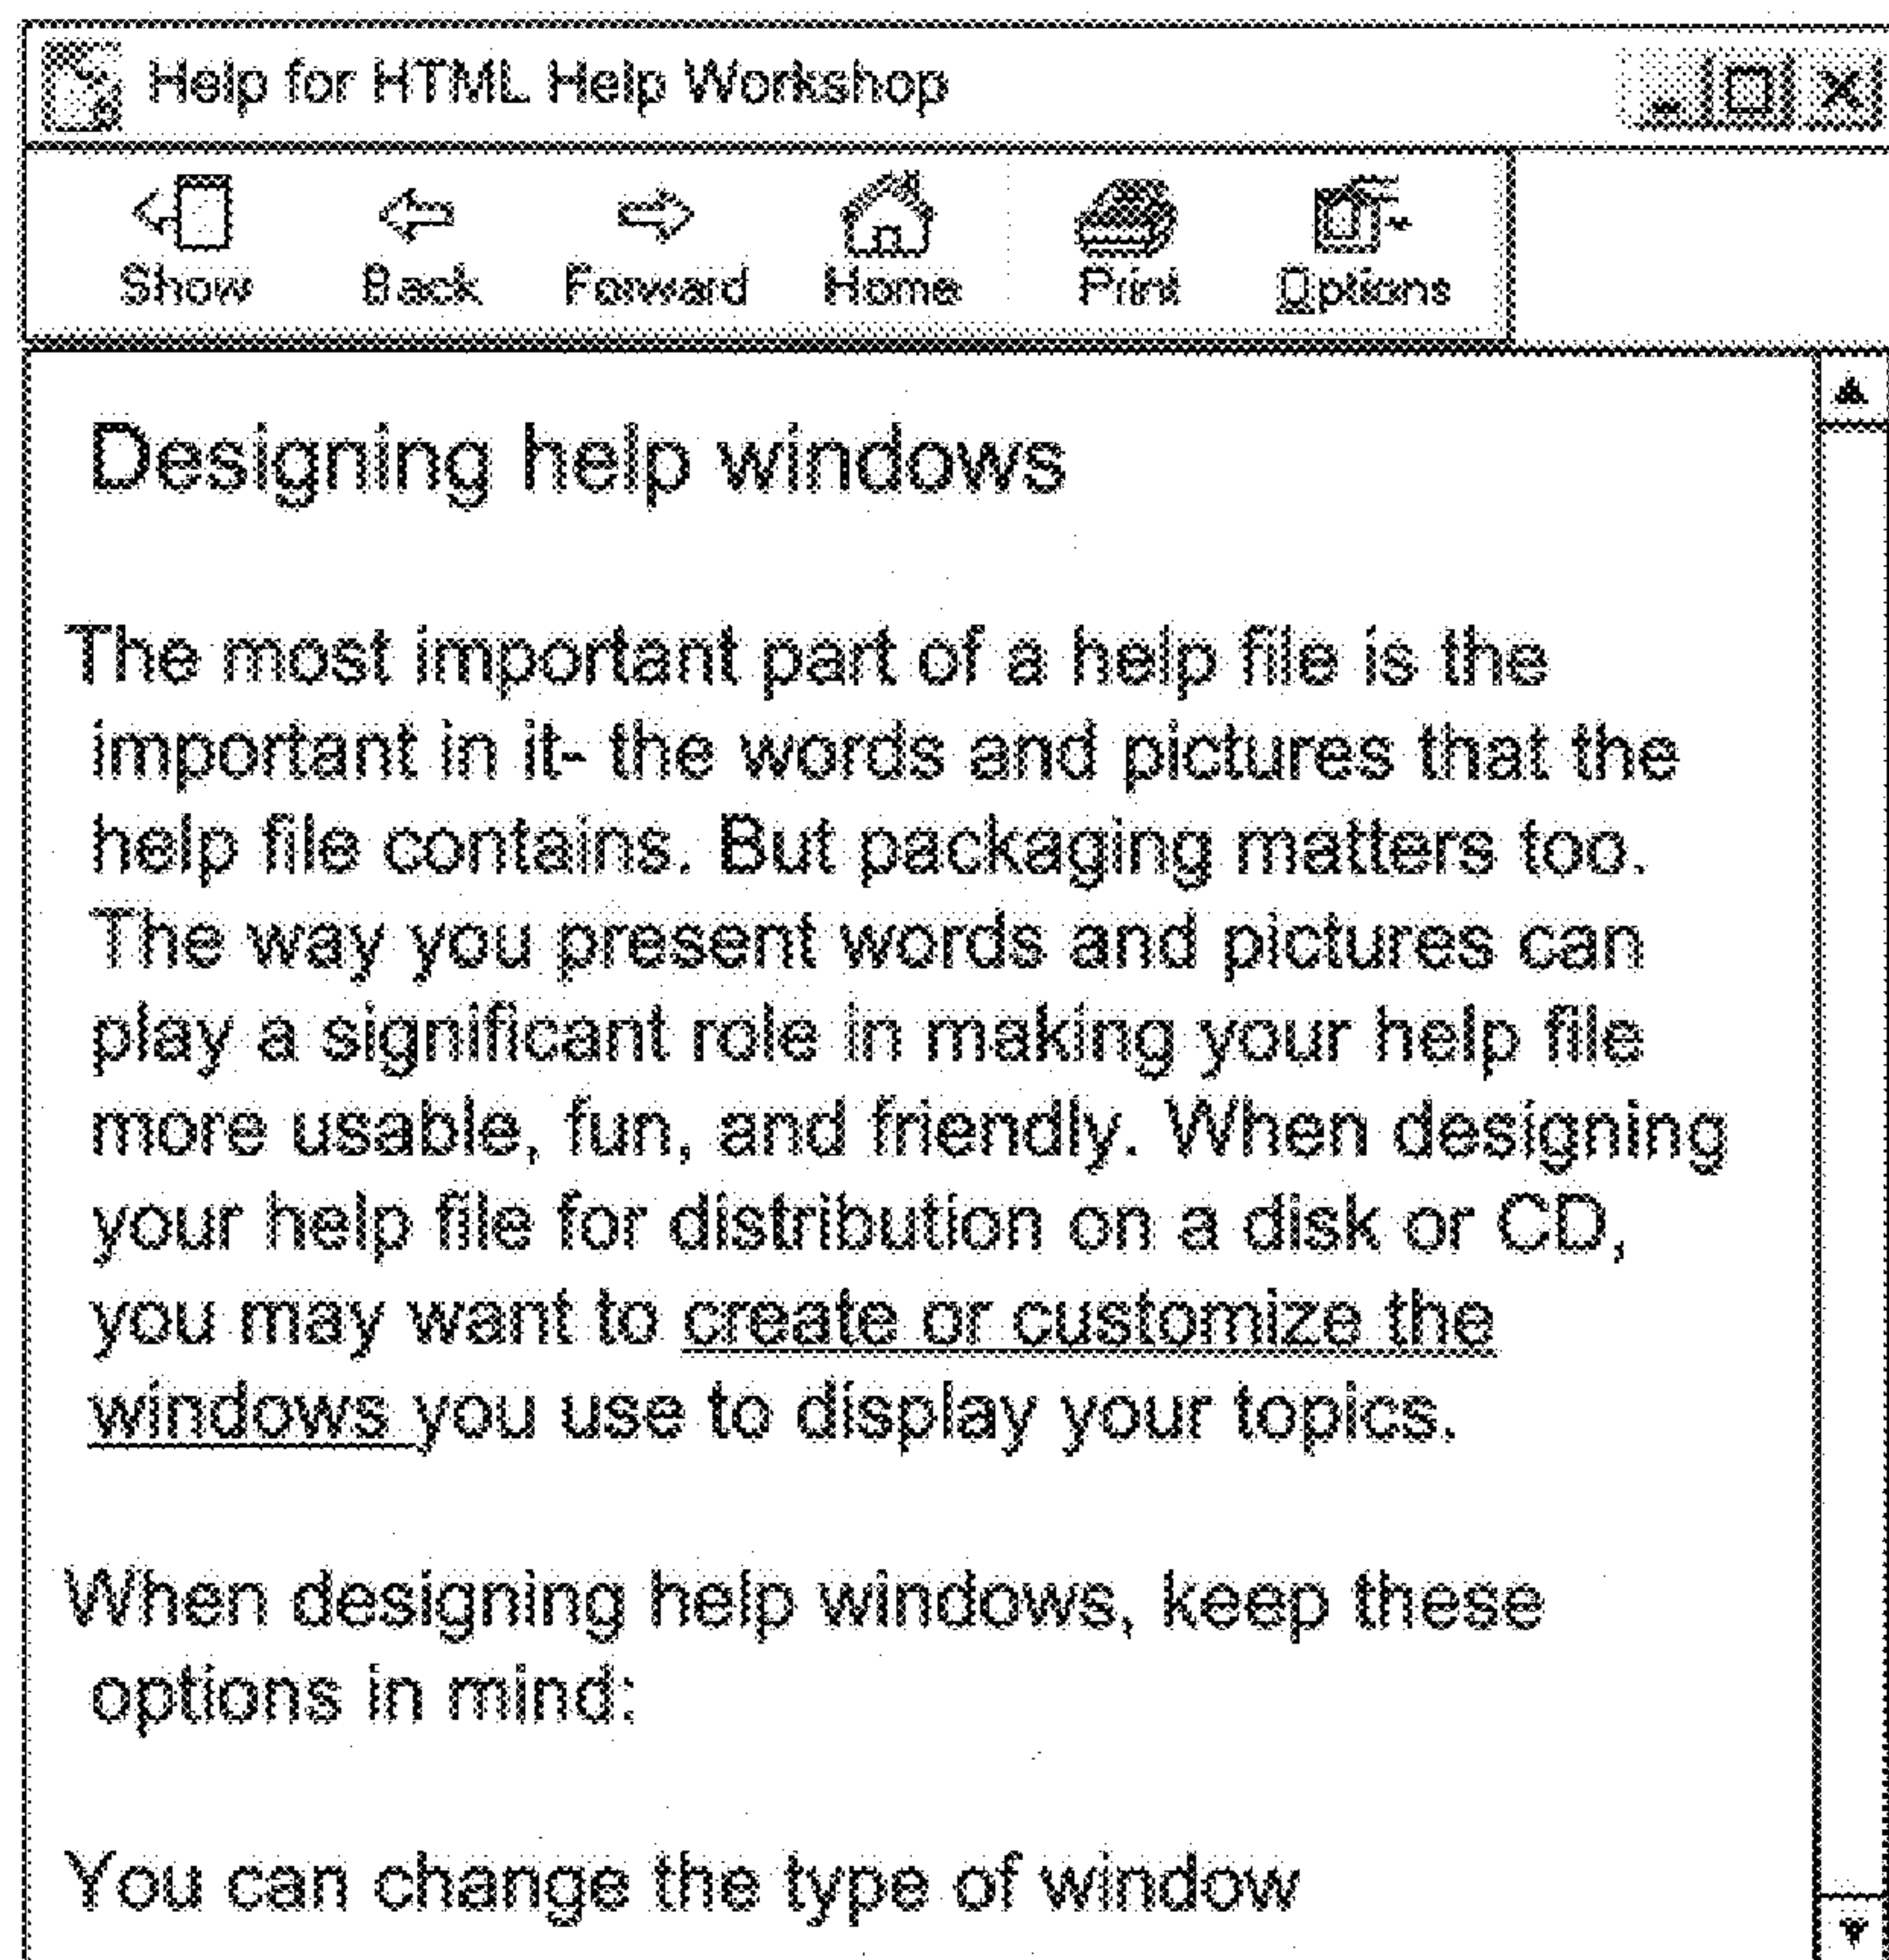 Help for HTML Help Workshop
Show Back Forward Home Print Options
Designing help windows
The most important part of a help file is the
important in it- the words and pictures that the
help file contains. But packaging matters too.
The way you present words and pictures can
play a significant role in making your help file
more usable, fun, and friendly. When designing
your help file for distribution on a disk or CD,
you may want to create or customize the
windows you use to display your topics.
When designing help windows, keep these
options in mind:
You can change the type of window